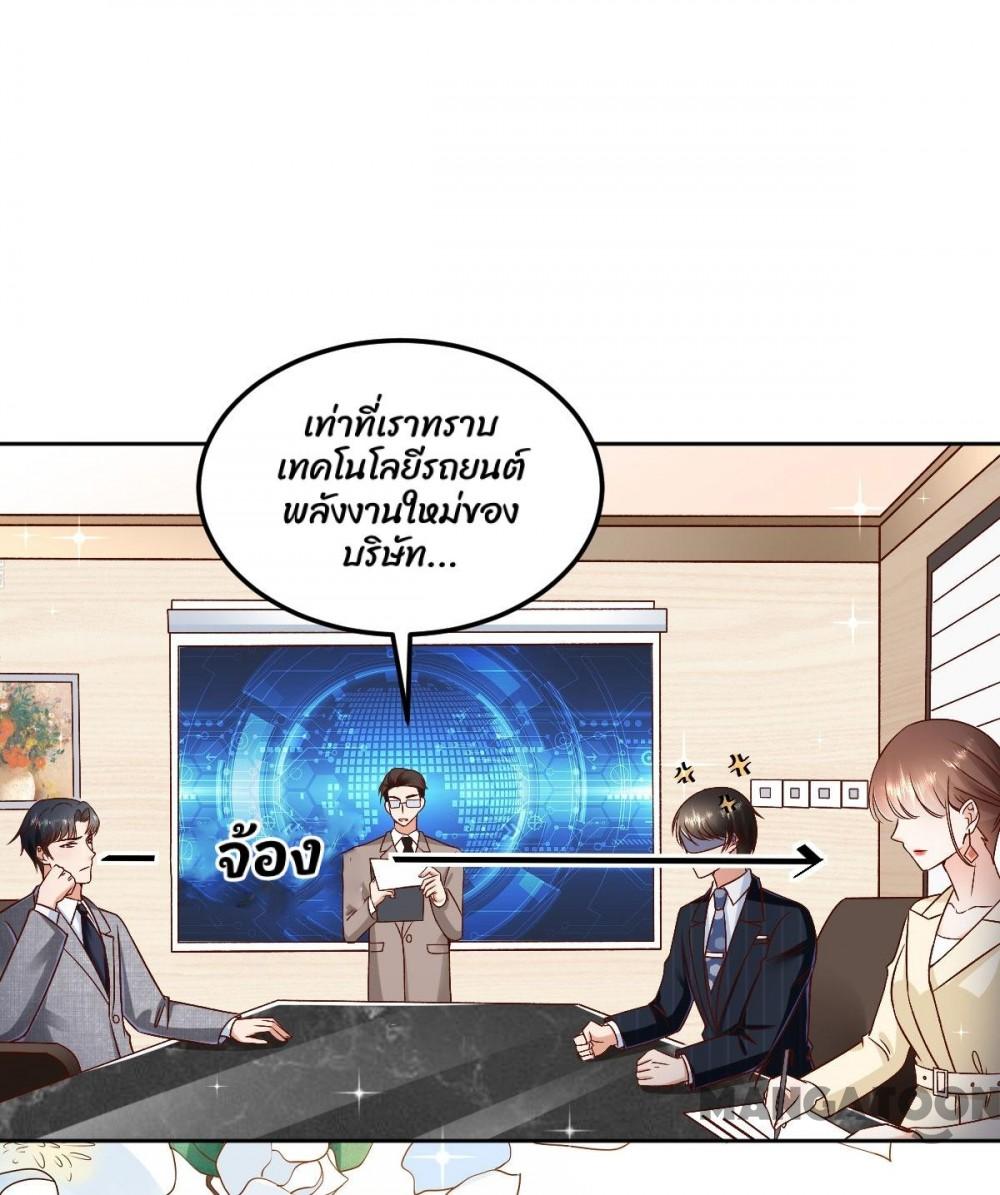 เท่าที่เราทราบ
เทคโนโลยีรถยนต์
พลังงานใหม่ของ
บริษัท...
จ้อง
MANGATOON